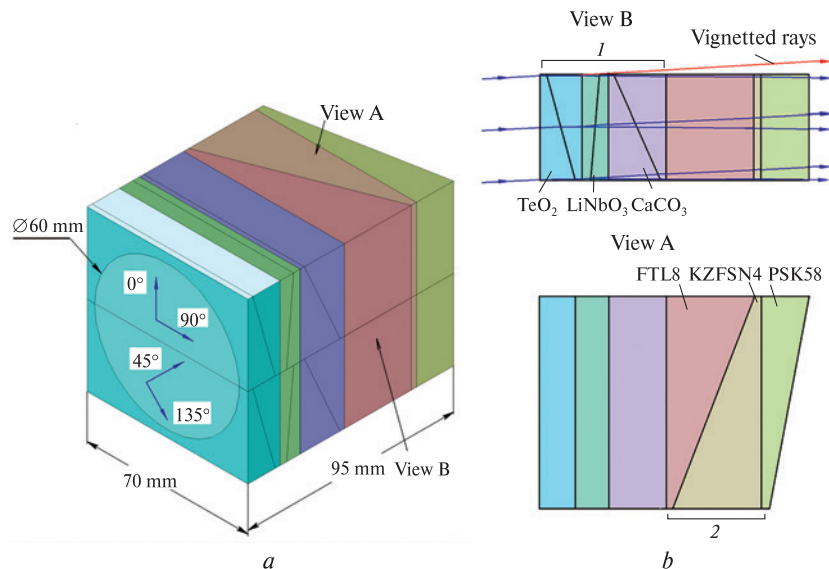 View A
Ø60 mm
0°
90°
45°
135°
70 mm
95 mm
View B
a
View B
1
Vignetted rays
TeO₂ LiNbO₃ CaCO₃
View A
FTL8 KZFSN4 PSK58
2
b